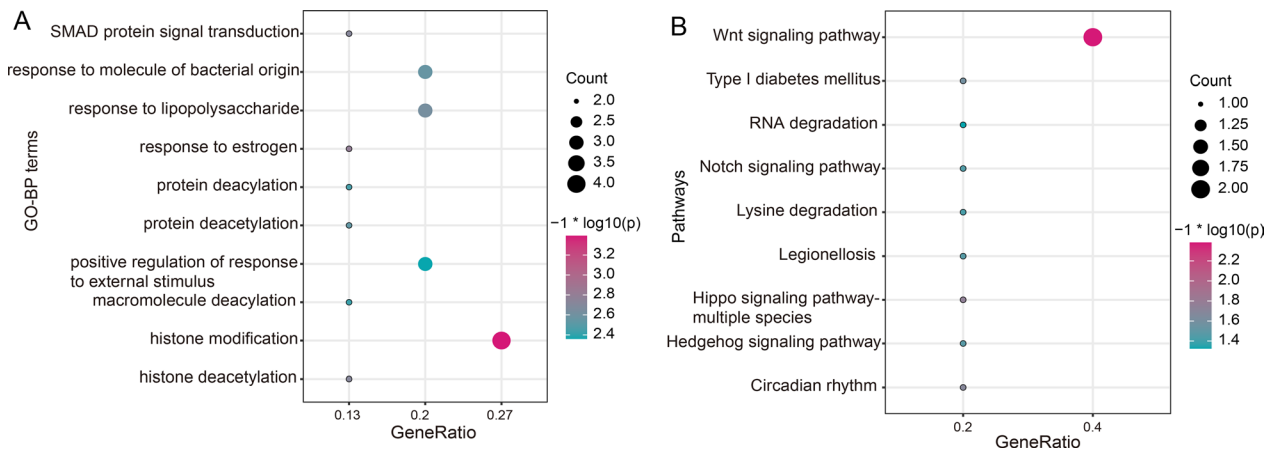 A
GO-BP terms
SMAD protein signal transduction
response to molecule of bacterial origin
response to lipopolysaccharide
response to estrogen
protein deacylation
protein deacetylation
positive regulation of response
to external stimulus
macromolecule deacylation
histone modification
histone deacetylation
0.13 0.2 0.27
GeneRatio
Count
2.0
2.5
3.0
3.5
4.0
−1 * log10(p)
3.2
3.0
2.8
2.6
2.4
B
Pathways
Wnt signaling pathway
Type I diabetes mellitus
RNA degradation
Notch signaling pathway
Lysine degradation
Legionellosis
Hippo signaling pathway-
multiple species
Hedgehog signaling pathway
Circadian rhythm
0.2 0.4
GeneRatio
Count
1.00
1.25
1.50
1.75
2.00
−1 * log10(p)
2.2
2.0
1.8
1.6
1.4